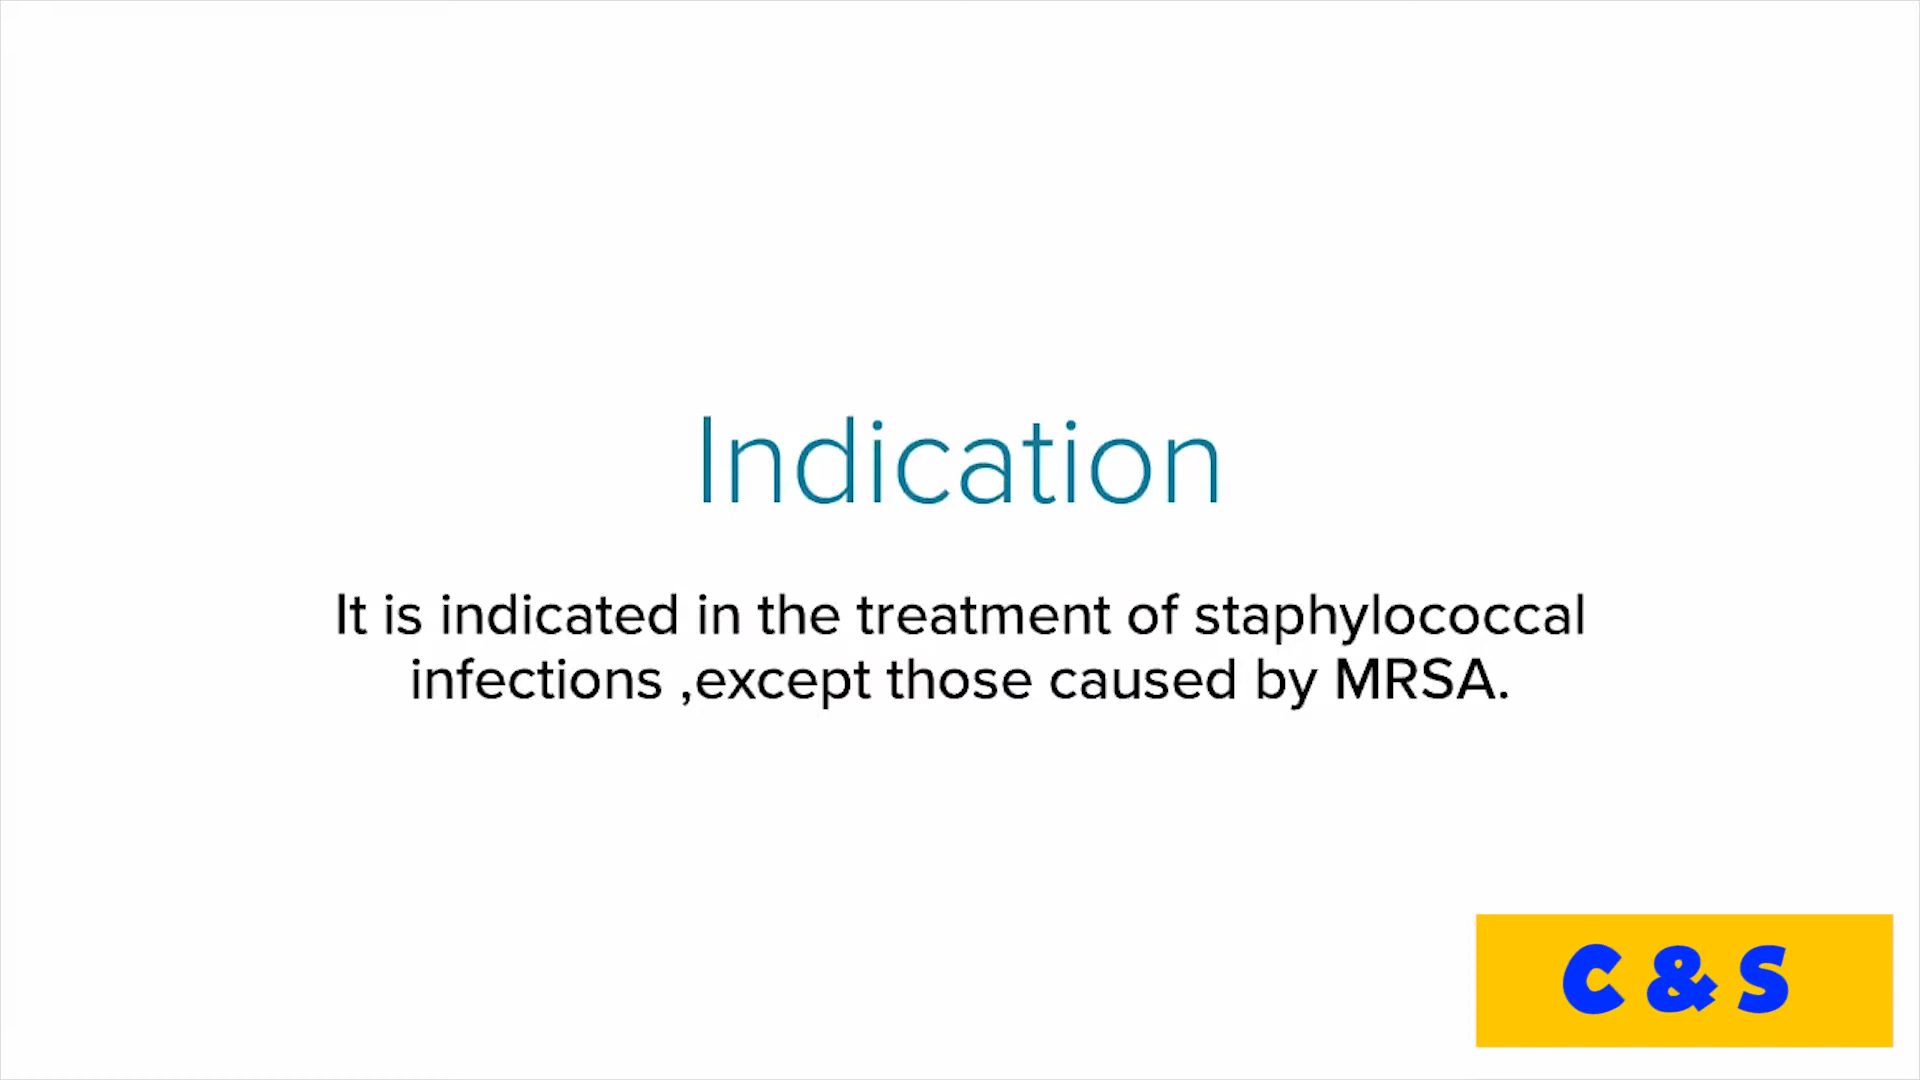 Indication
It is indicated in the treatment of staphylococcal
infections ,except those caused by MRSA.
C & S